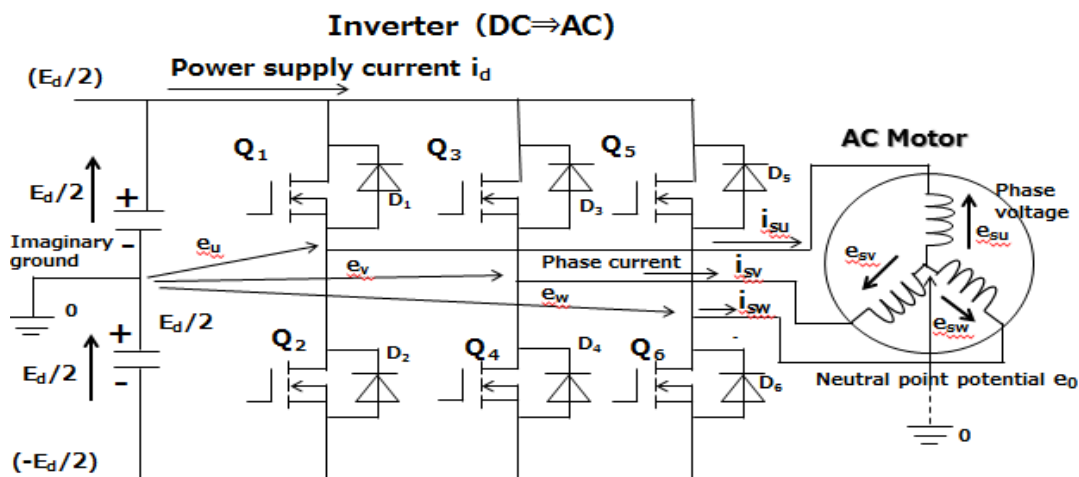 Inverter (DC⇒AC)
(Ed/2)
Power supply current id
Q1
Q3
Q5
AC Motor
Ed/2
+
-
D1
D3
D5
Phase
voltage
esu
Imaginary
ground
eu
isu
esv
ev
Phase current
isv
ew
isw
esw
0
+
Ed/2
Ed/2
-
Q2
D2
Q4
D4
Q6
D6
-
Neutral point potential e0
0
(-Ed/2)